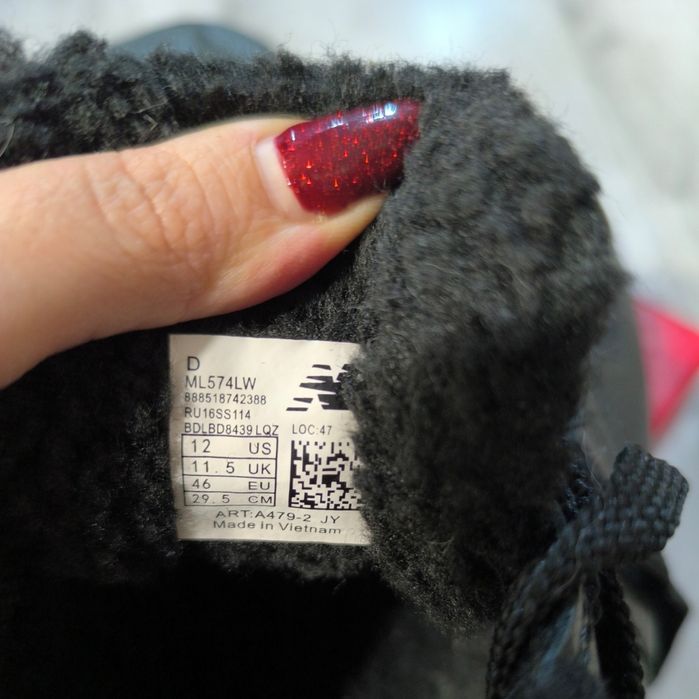 D
ML574LW
888518742388
RU16SS114
BDLBD8439LQZ LOC:47
12 US
11.5 UK
46 EU
29.5 CM
ART:A479-2 JY
Made in Vietnam